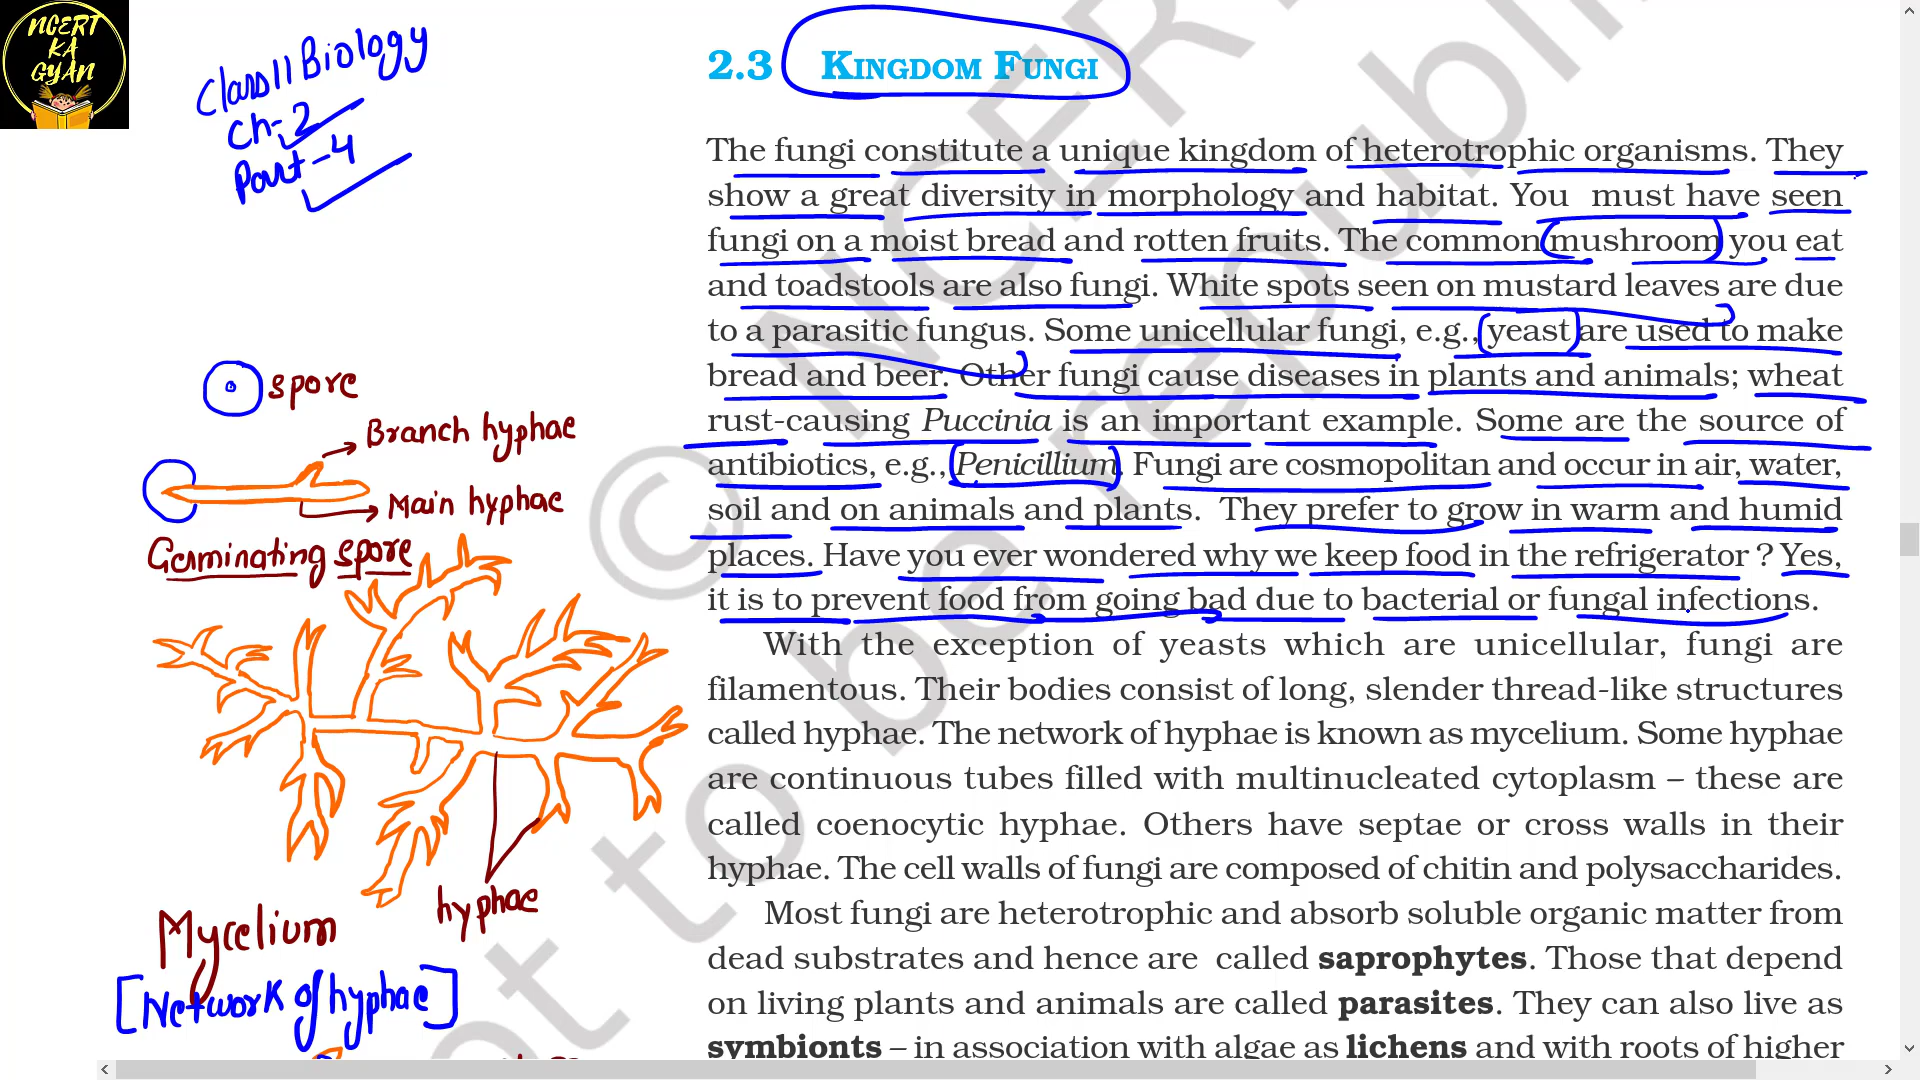 NCERT
KA
GYAN
Class 11 Biology
Ch-2
Part-4
spore
Branch hyphae
Main hyphae
Germinating spore
hyphae
Mycelium
[Network of hyphae]
2.3 KINGDOM FUNGI
The fungi constitute a unique kingdom of heterotrophic organisms. They
show a great diversity in morphology and habitat. You must have seen
fungi on a moist bread and rotten fruits. The common mushroom you eat
and toadstools are also fungi. White spots seen on mustard leaves are due
to a parasitic fungus. Some unicellular fungi, e.g., yeast are used to make
bread and beer. Other fungi cause diseases in plants and animals; wheat
rust-causing Puccinia is an important example. Some are the source of
antibiotics, e.g., Penicillium. Fungi are cosmopolitan and occur in air, water,
soil and on animals and plants. They prefer to grow in warm and humid
places. Have you ever wondered why we keep food in the refrigerator ? Yes,
it is to prevent food from going bad due to bacterial or fungal infections.
With the exception of yeasts which are unicellular, fungi are
filamentous. Their bodies consist of long, slender thread-like structures
called hyphae. The network of hyphae is known as mycelium. Some hyphae
are continuous tubes filled with multinucleated cytoplasm – these are
called coenocytic hyphae. Others have septae or cross walls in their
hyphae. The cell walls of fungi are composed of chitin and polysaccharides.
Most fungi are heterotrophic and absorb soluble organic matter from
dead substrates and hence are called saprophytes. Those that depend
on living plants and animals are called parasites. They can also live as
symbionts – in association with algae as lichens and with roots of higher
© NCERT
not to be republi